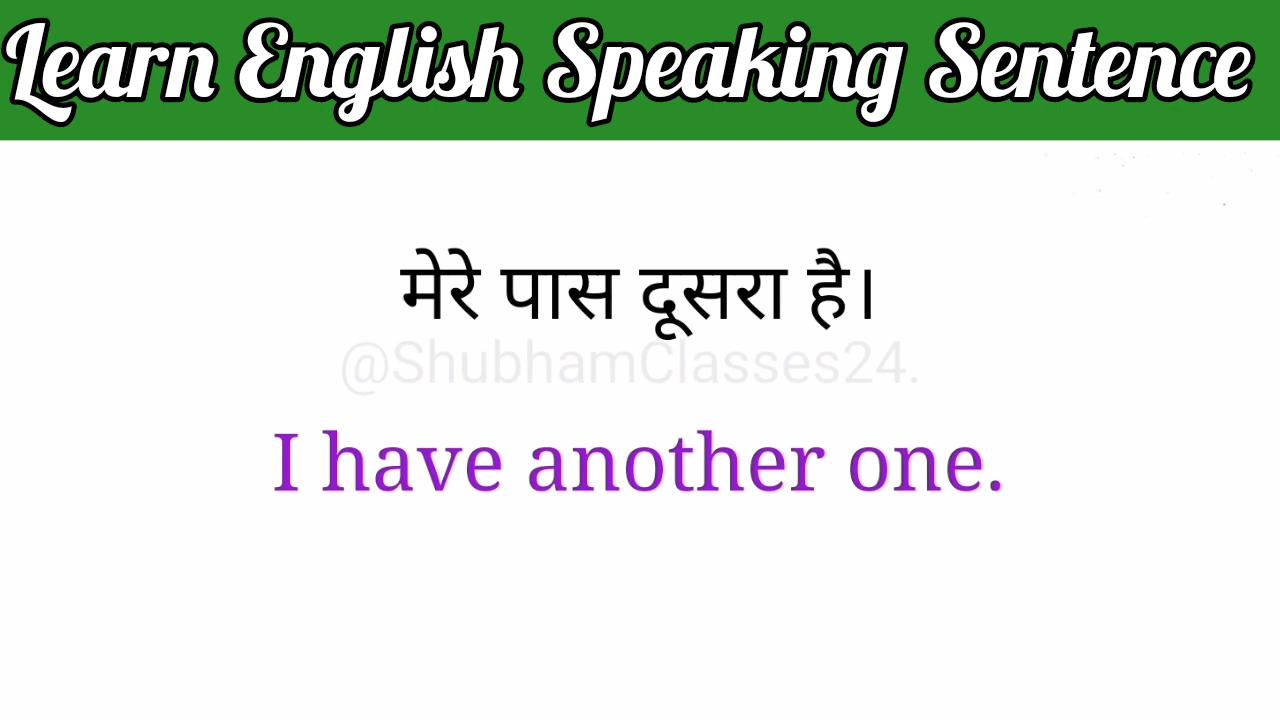 Learn English Speaking Sentence
मेरे पास दूसरा है।
@ShubhamClasses24.
I have another one.